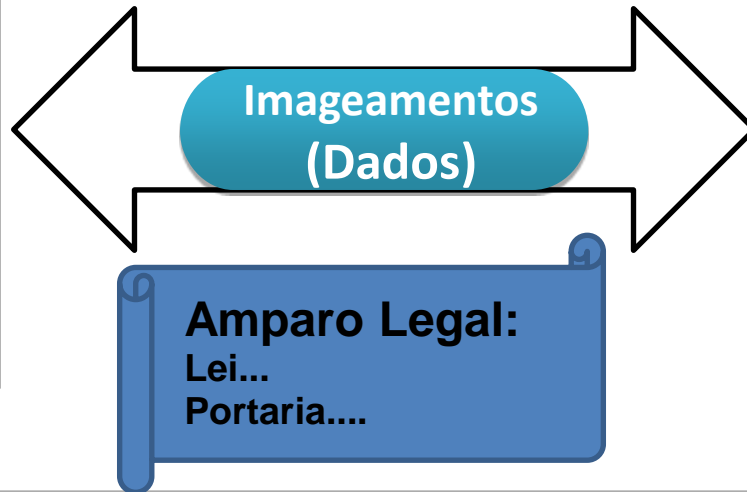 Imageamentos
(Dados)
Amparo Legal:
Lei...
Portaria....